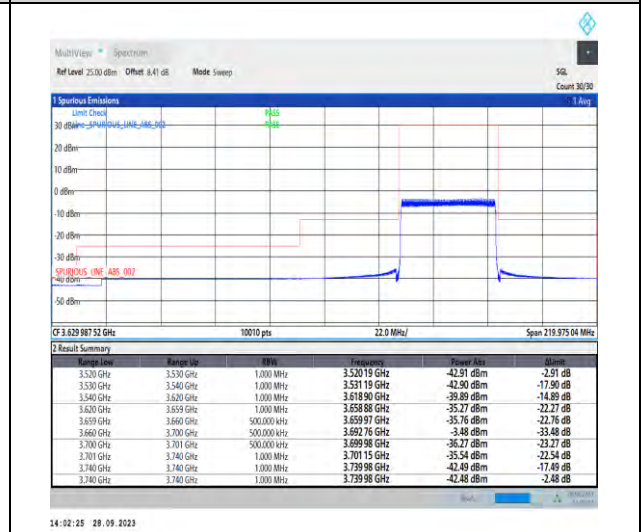 MultiView Spectrum
Ref Level 25.00 dBm Offset 8.41 dB Mode Sweep SGL
Count 30/30
1 Spurious Emissions 1 Avg
Limit Check PASS
30 dBm Line _SPURIOUS_LINE_ABS_002 PASS
20 dBm
10 dBm
0 dBm
-10 dBm
-20 dBm
-30 dBm
SPURIOUS_LINE_ABS_002
-40 dBm
-50 dBm
CF 3.629 987 52 GHz 10010 pts 22.0 MHz/ Span 219.975 04 MHz
2 Result Summary
Range Low Range Up RBW Frequency Power Abs ΔLimit
3.520 GHz 3.530 GHz 1.000 MHz 3.520 19 GHz -42.91 dBm -2.91 dB
3.530 GHz 3.540 GHz 1.000 MHz 3.531 19 GHz -42.90 dBm -17.90 dB
3.540 GHz 3.620 GHz 1.000 MHz 3.618 90 GHz -39.89 dBm -14.89 dB
3.620 GHz 3.659 GHz 1.000 MHz 3.658 88 GHz -35.27 dBm -22.27 dB
3.659 GHz 3.660 GHz 500.000 kHz 3.659 97 GHz -35.76 dBm -22.76 dB
3.660 GHz 3.700 GHz 500.000 kHz 3.692 76 GHz -3.48 dBm -33.48 dB
3.700 GHz 3.701 GHz 500.000 kHz 3.699 98 GHz -36.27 dBm -23.27 dB
3.701 GHz 3.740 GHz 1.000 MHz 3.701 15 GHz -35.54 dBm -22.54 dB
3.740 GHz 3.740 GHz 1.000 MHz 3.739 98 GHz -42.49 dBm -17.49 dB
3.740 GHz 3.740 GHz 1.000 MHz 3.739 98 GHz -42.48 dBm -2.48 dB
14:02:25 28.09.2023